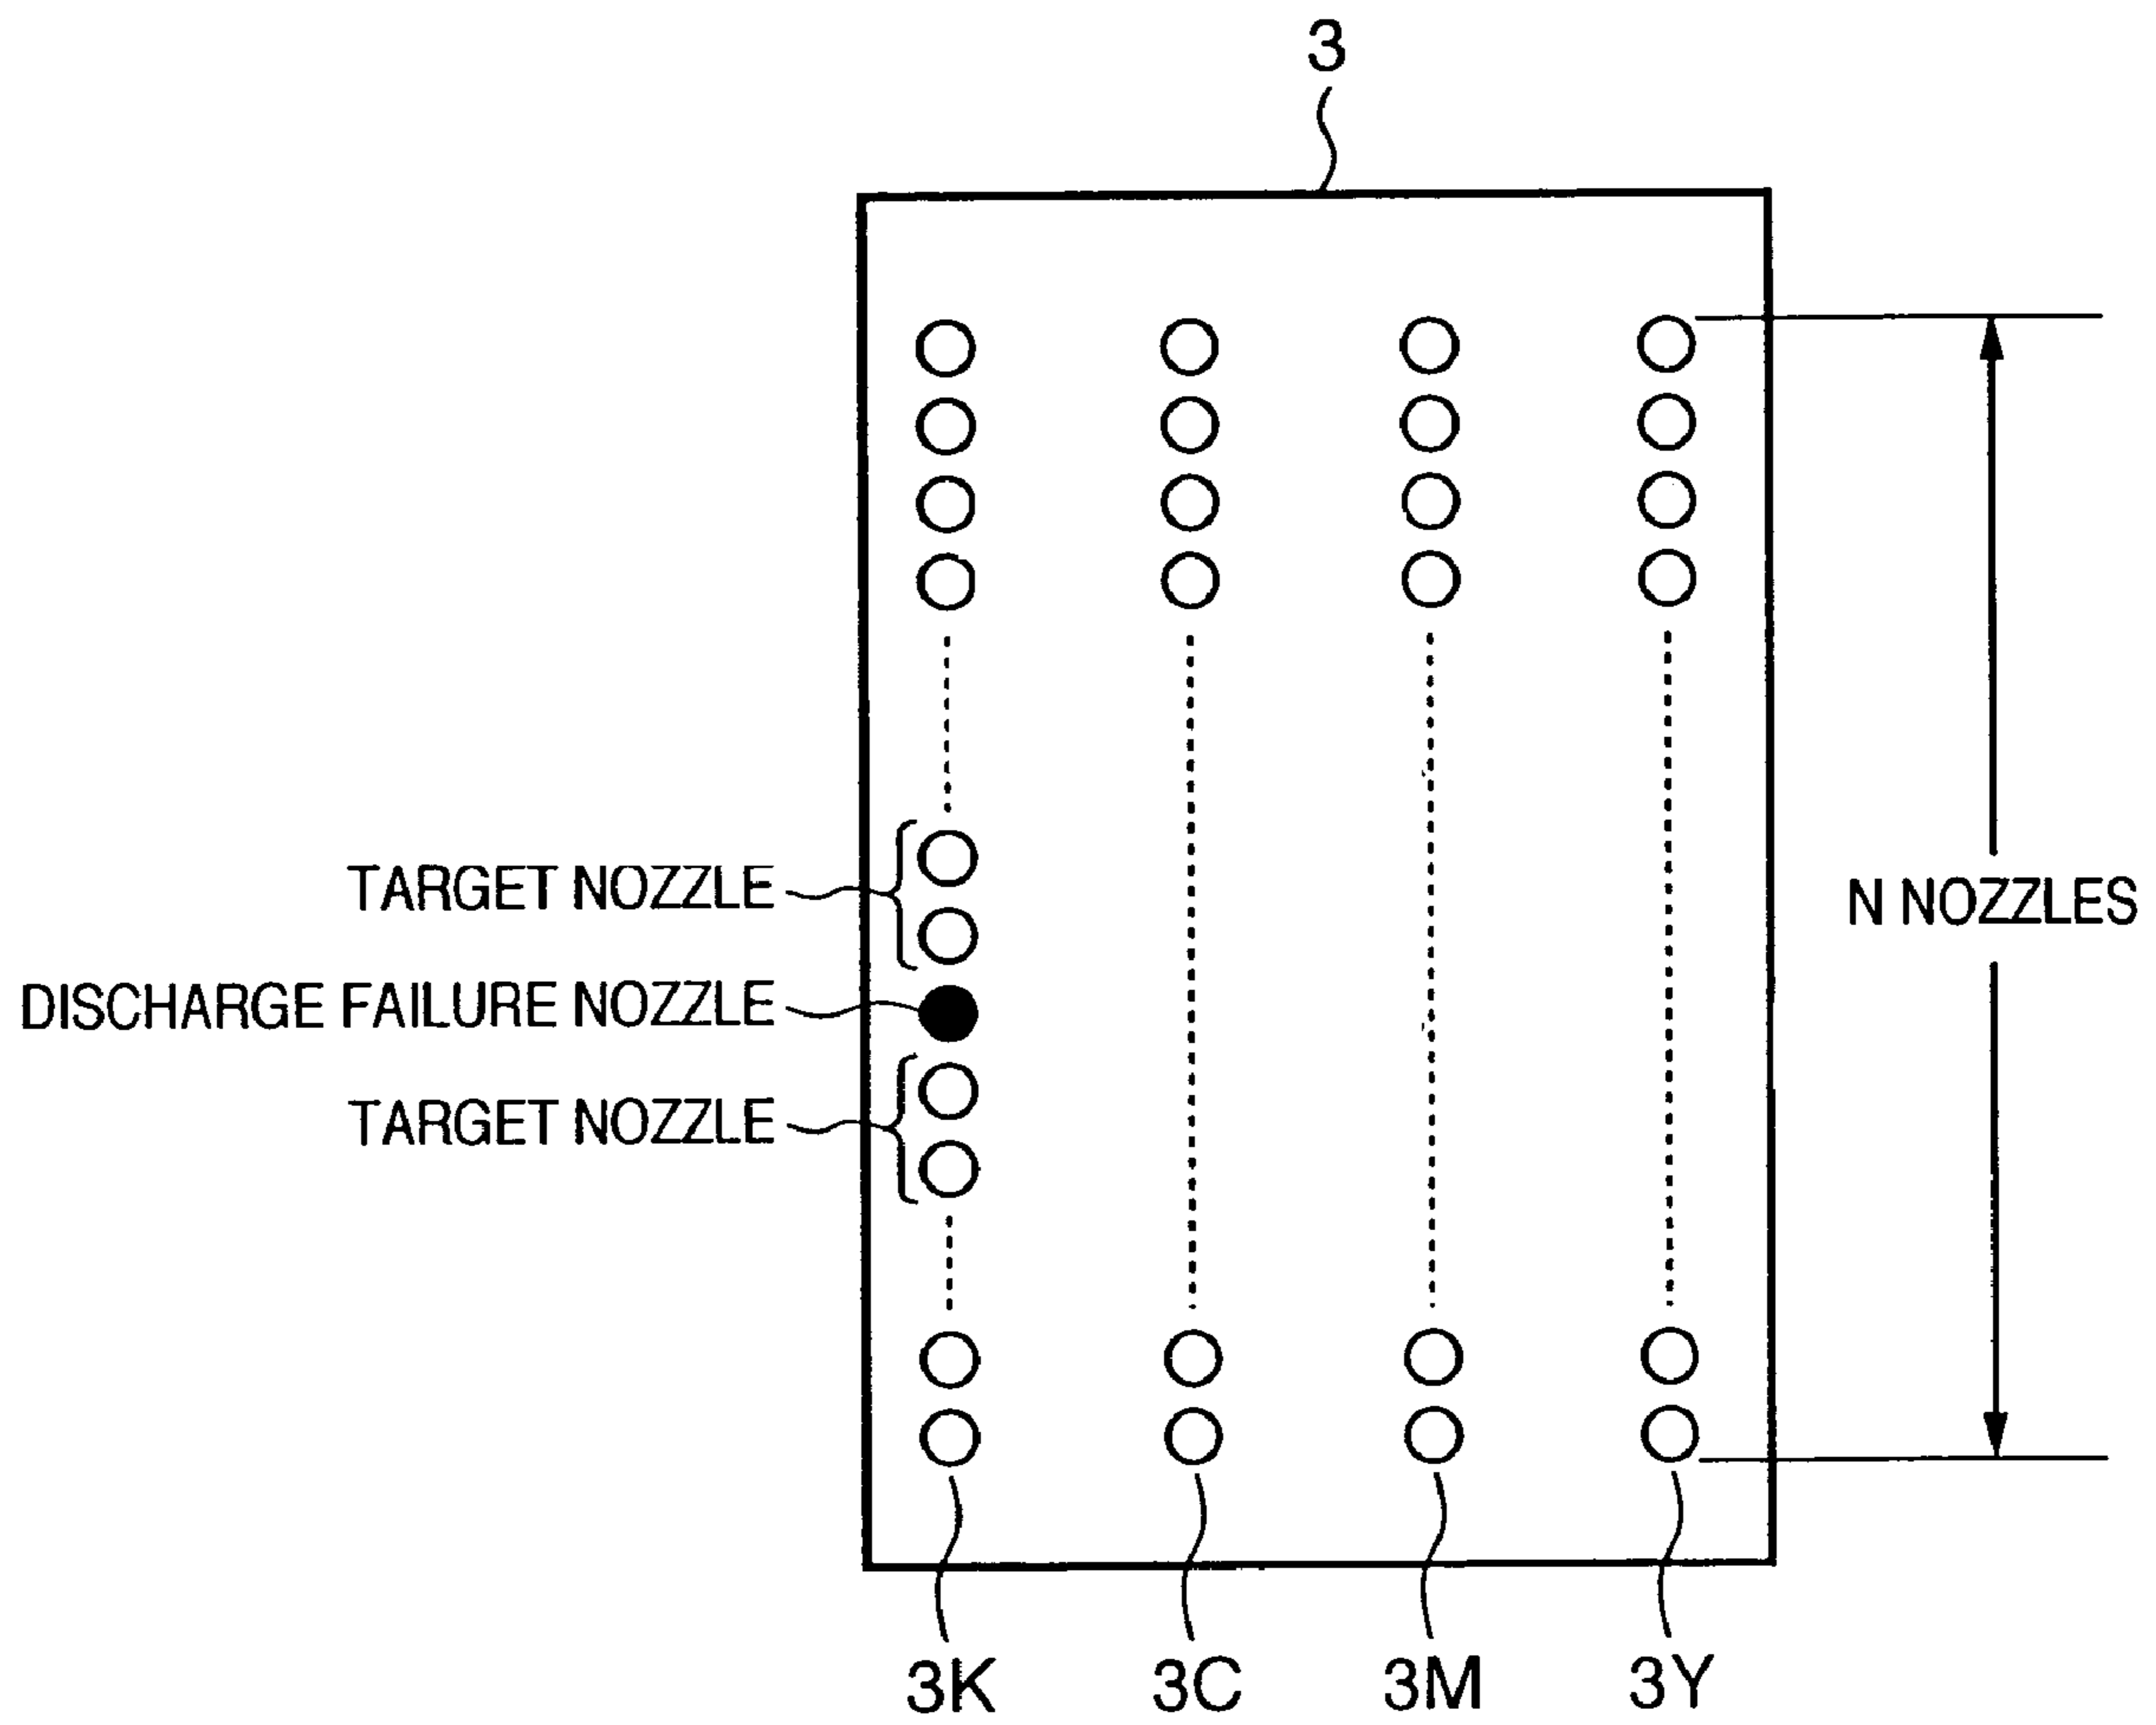 3
TARGET NOZZLE
N NOZZLES
DISCHARGE FAILURE NOZZLE
TARGET NOZZLE
3K 3C 3M 3Y